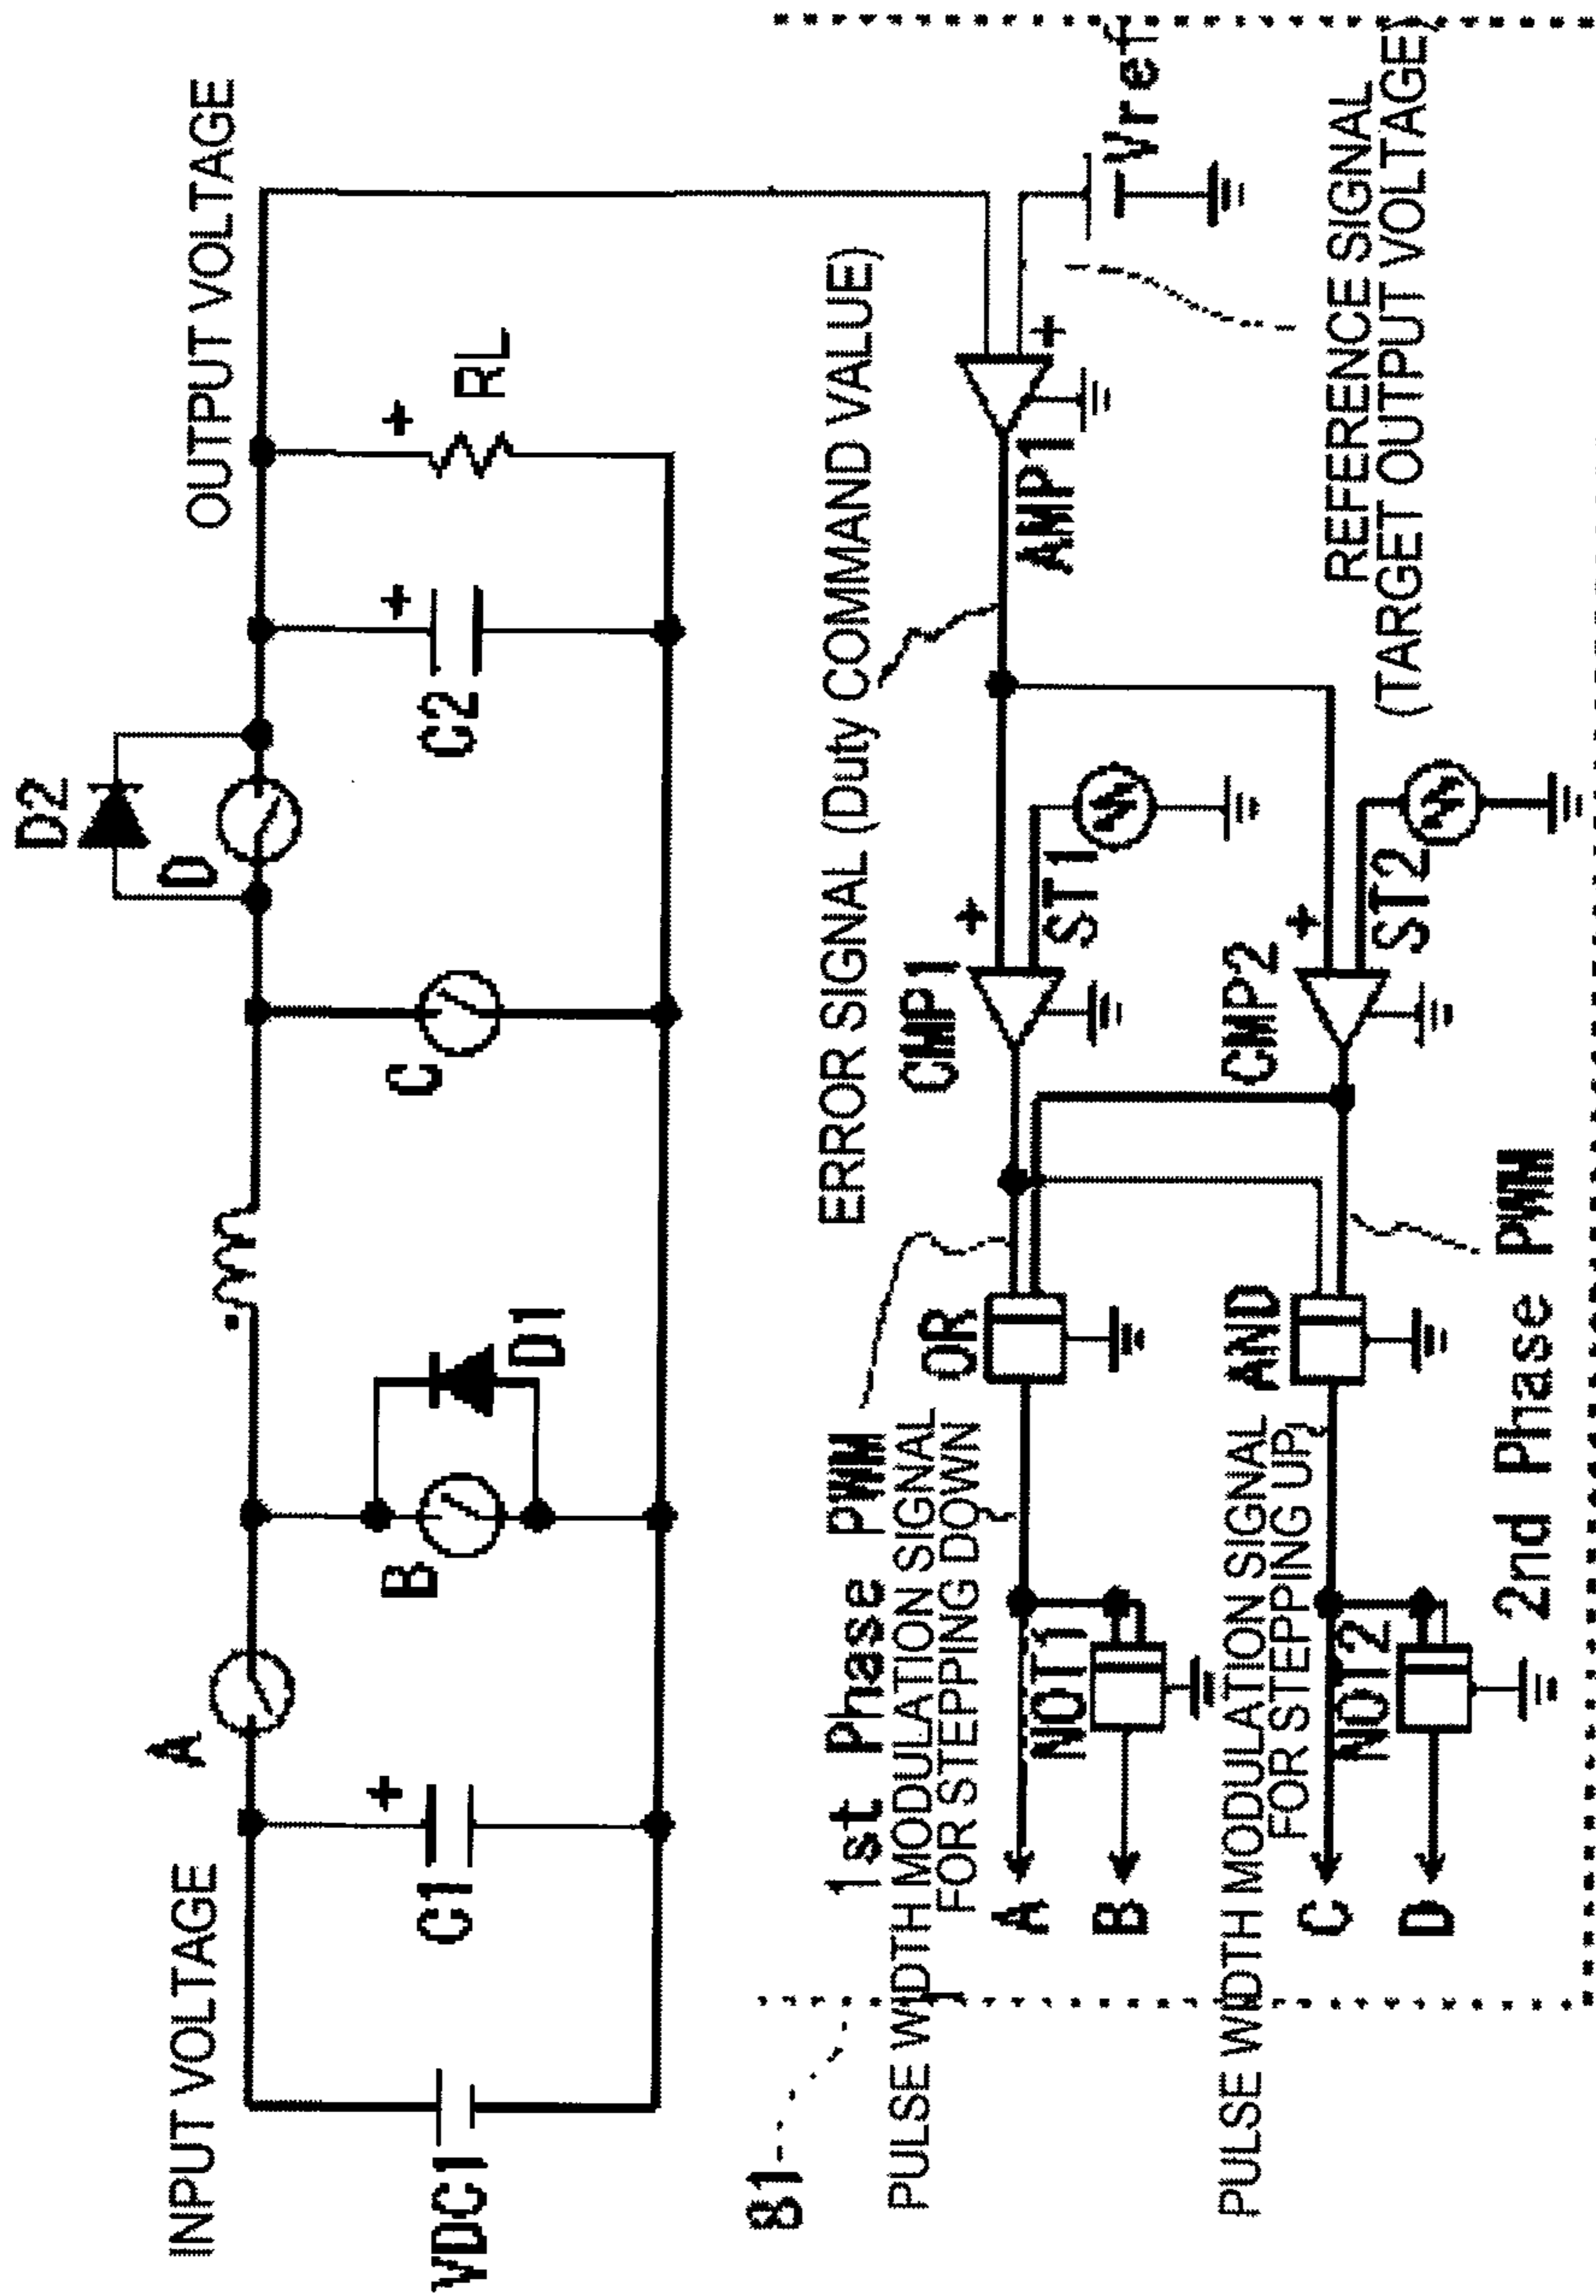 INPUT VOLTAGE
OUTPUT VOLTAGE
D2
A
D
B
D1
C
C1
C2
RL
VDC1
+
+
+
81
ERROR SIGNAL (Duty COMMAND VALUE)
1st Phase PWM
PULSE WIDTH MODULATION SIGNAL
FOR STEPPING DOWN
OR
CMP1
+
ST1
AMP1
+
Vref
A
NOT1
B
PULSE WIDTH MODULATION SIGNAL
FOR STEPPING UP
AND
CMP2
+
ST2
C
NOT2
D
2nd Phase PWM
REFERENCE SIGNAL
(TARGET OUTPUT VOLTAGE)